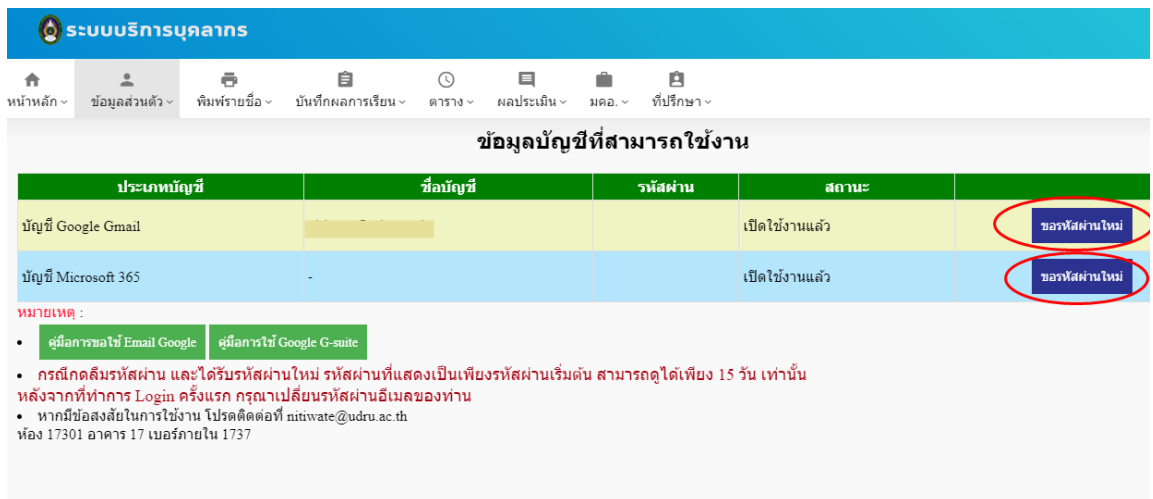 ระบบบริการบุคลากร
หน้าหลัก ข้อมูลส่วนตัว พิมพ์รายชื่อ บันทึกผลการเรียน ตาราง ผลประเมิน มคอ. ที่ปรึกษา
ข้อมูลบัญชีที่สามารถใช้งาน
ประเภทบัญชี ชื่อบัญชี รหัสผ่าน สถานะ
บัญชี Google Gmail เปิดใช้งานแล้ว ขอรหัสผ่านใหม่
บัญชี Microsoft 365 - เปิดใช้งานแล้ว ขอรหัสผ่านใหม่
หมายเหตุ :
• คู่มือการขอใช้ Email Google คู่มือการใช้ Google G-suite
• กรณีกดลืมรหัสผ่าน และได้รับรหัสผ่านใหม่ รหัสผ่านที่แสดงเป็นเพียงรหัสผ่านเริ่มต้น สามารถดูได้เพียง 15 วัน เท่านั้น
หลังจากที่ทำการ Login ครั้งแรก กรุณาเปลี่ยนรหัสผ่านอีเมลของท่าน
• หากมีข้อสงสัยในการใช้งาน โปรดติดต่อที่ nitiwate@udru.ac.th
ห้อง 17301 อาคาร 17 เบอร์ภายใน 1737